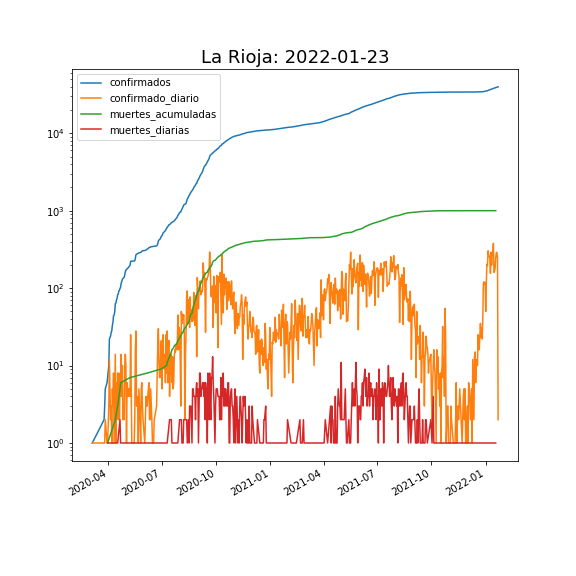 La Rioja: 2022-01-23
confirmados
confirmado_diario
muertes_acumuladas
muertes_diarias
10^4
10^3
10^2
10^1
10^0
2020-04 2020-07 2020-10 2021-01 2021-04 2021-07 2021-10 2022-01